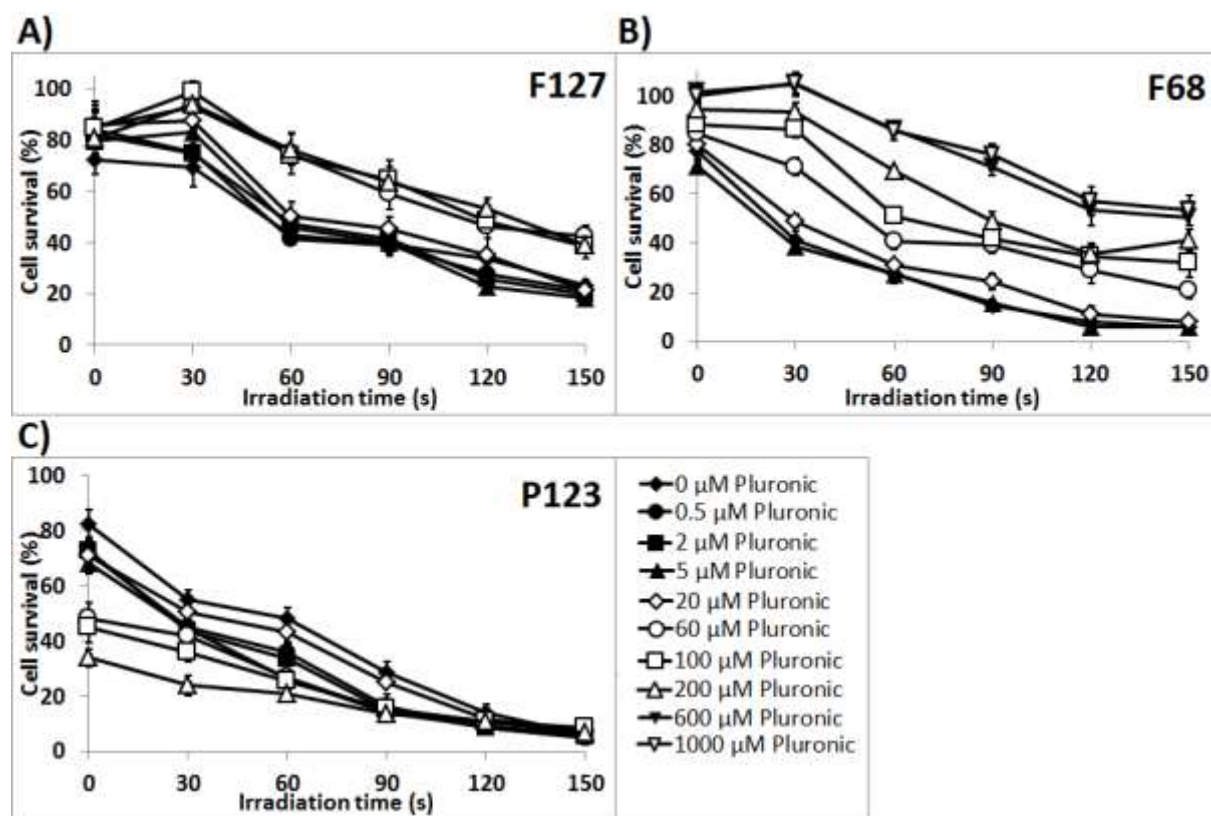 A)
F127
100
80
60
40
20
0
Cell survival (%)
0 30 60 90 120 150
Irradiation time (s)
B)
F68
100
80
60
40
20
0
Cell survival (%)
0 30 60 90 120 150
Irradiation time (s)
C)
P123
100
80
60
40
20
0
Cell survival (%)
0 30 60 90 120 150
Irradiation time (s)
0 µM Pluronic
0.5 µM Pluronic
2 µM Pluronic
5 µM Pluronic
20 µM Pluronic
60 µM Pluronic
100 µM Pluronic
200 µM Pluronic
600 µM Pluronic
1000 µM Pluronic